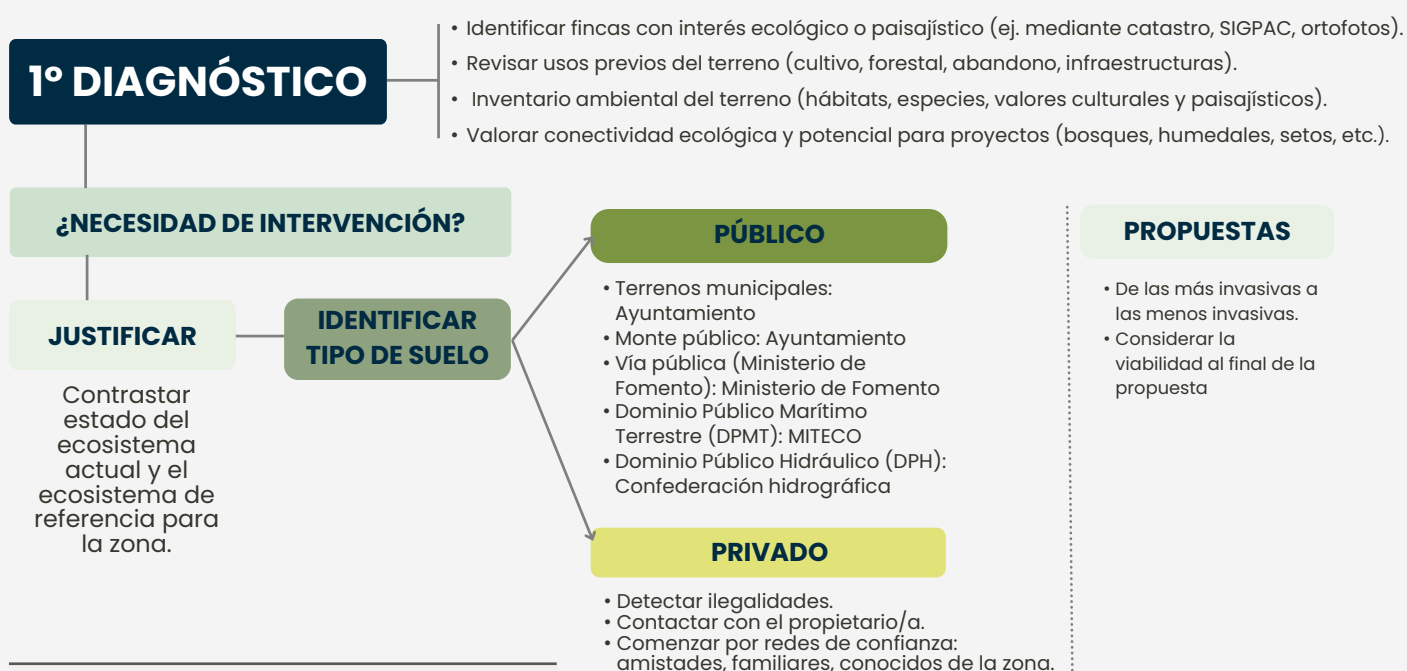 1º DIAGNÓSTICO
• Identificar fincas con interés ecológico o paisajístico (ej. mediante catastro, SIGPAC, ortofotos).
• Revisar usos previos del terreno (cultivo, forestal, abandono, infraestructuras).
• Inventario ambiental del terreno (hábitats, especies, valores culturales y paisajísticos).
• Valorar conectividad ecológica y potencial para proyectos (bosques, humedales, setos, etc.).
¿NECESIDAD DE INTERVENCIÓN?
JUSTIFICAR
Contrastar
estado del
ecosistema
actual y el
ecosistema de
referencia para
la zona.
IDENTIFICAR
TIPO DE SUELO
PÚBLICO
• Terrenos municipales:
Ayuntamiento
• Monte público: Ayuntamiento
• Vía pública (Ministerio de
Fomento): Ministerio de Fomento
• Dominio Público Marítimo
Terrestre (DPMT): MITECO
• Dominio Público Hidráulico (DPH):
Confederación hidrográfica
PRIVADO
• Detectar ilegalidades.
• Contactar con el propietario/a.
• Comenzar por redes de confianza:
amistades, familiares, conocidos de la zona.
PROPUESTAS
• De las más invasivas a
las menos invasivas.
• Considerar la
viabilidad al final de la
propuesta